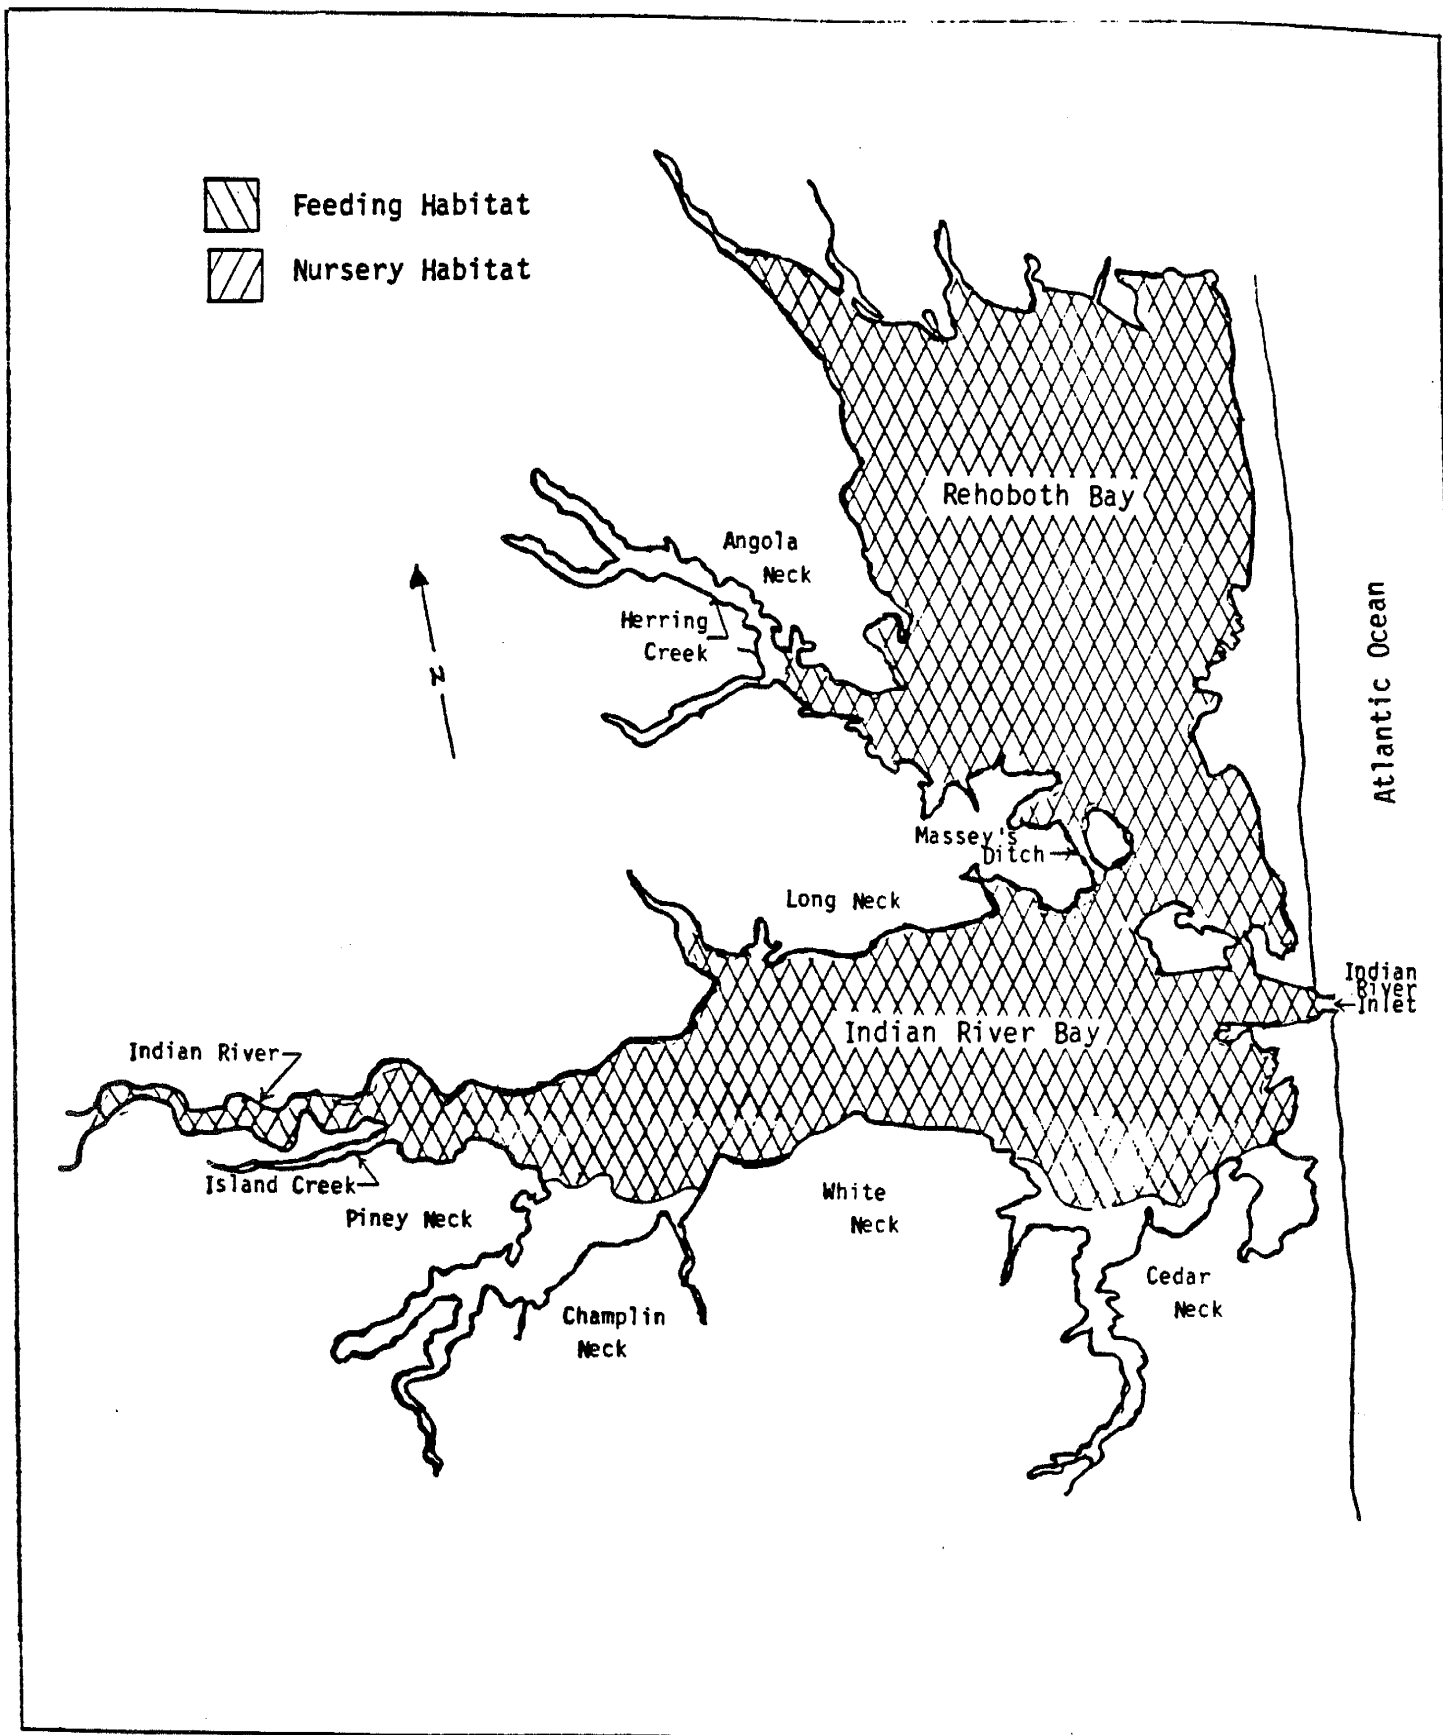 Feeding Habitat
Nursery Habitat
Rehoboth Bay
Angola
Neck
Herring
Creek
N
Atlantic Ocean
Massey's
Ditch
Long Neck
Indian
River
Inlet
Indian River Bay
Indian River
Island Creek
Piney Neck
White
Neck
Cedar
Neck
Champlin
Neck